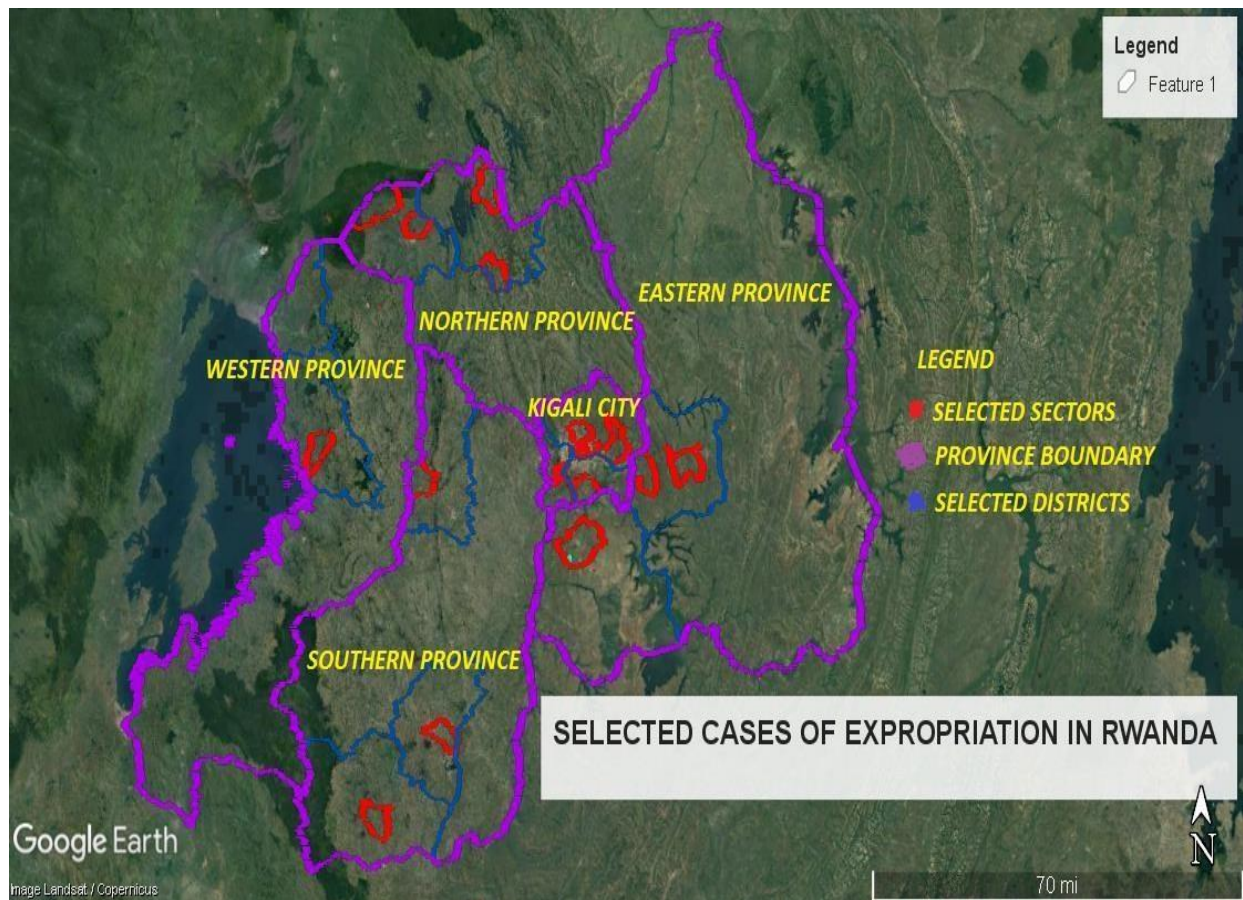 Legend
Feature 1
EASTERN PROVINCE
NORTHERN PROVINCE
WESTERN PROVINCE
KIGALI CITY
LEGEND
SELECTED SECTORS
PROVINCE BOUNDARY
SELECTED DISTRICTS
SOUTHERN PROVINCE
SELECTED CASES OF EXPROPRIATION IN RWANDA
Google Earth
N
Image Landsat / Copernicus
70 mi